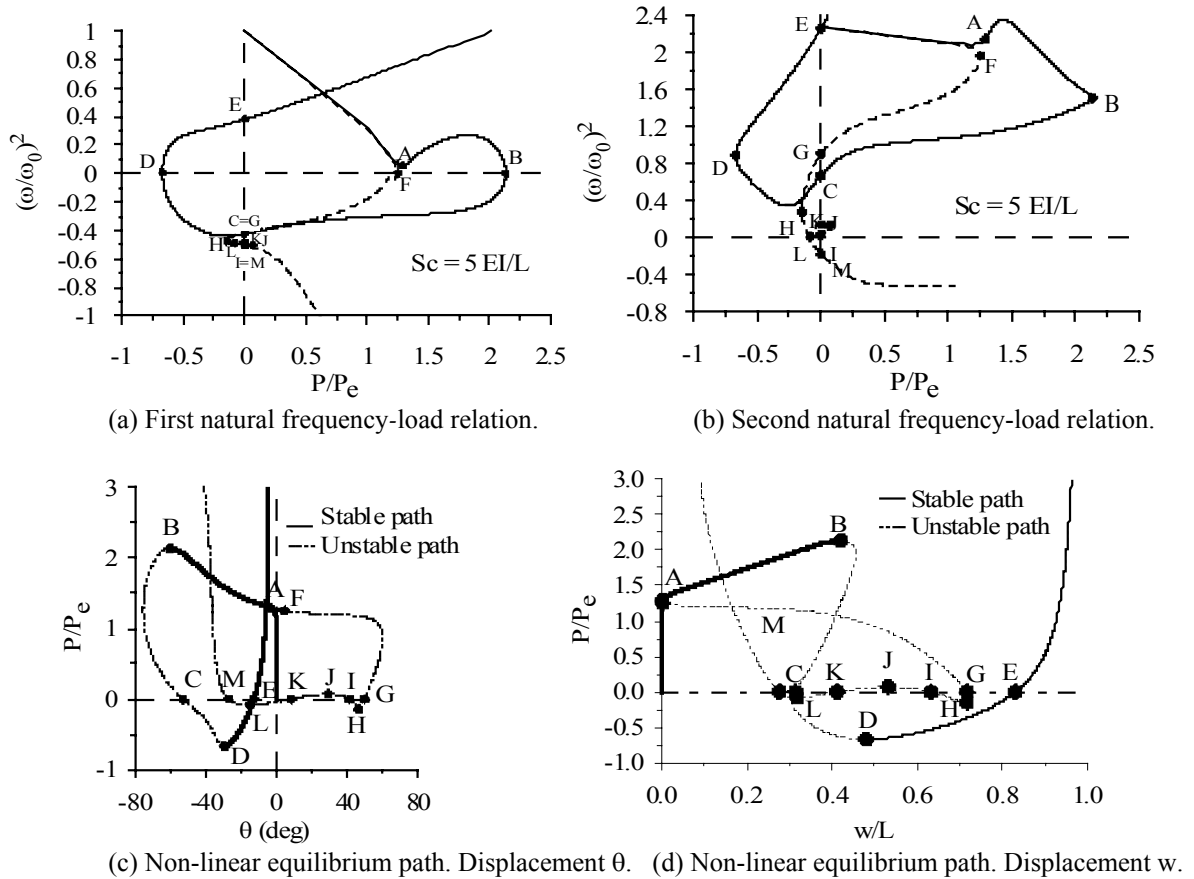 (ω/ω₀)²
1
0.8
0.6
0.4
0.2
0
-0.2
-0.4
-0.6
-0.8
-1
E
D
A
B
F
C=G
H
K
J
L
I=M
Sc = 5 EI/L
-1
-0.5
0
0.5
1
1.5
2
2.5
P/Pe
(a) First natural frequency-load relation.
(ω/ω₀)²
2.4
2
1.6
1.2
0.8
0.4
0
-0.4
-0.8
E
A
F
B
G
D
C
K
J
H
L
I
M
Sc = 5 EI/L
-1
-0.5
0
0.5
1
1.5
2
2.5
P/Pe
(b) Second natural frequency-load relation.
P/Pe
3
2
1
0
-1
Stable path
Unstable path
B
A
F
C
M
E
K
J
I
G
L
H
D
-80
-40
0
40
80
θ (deg)
(c) Non-linear equilibrium path. Displacement θ.
P/Pe
3.0
2.5
2.0
1.5
1.0
0.5
0.0
-0.5
-1.0
Stable path
Unstable path
B
A
M
C
K
J
I
G
E
L
H
D
0.0
0.2
0.4
0.6
0.8
1.0
w/L
(d) Non-linear equilibrium path. Displacement w.